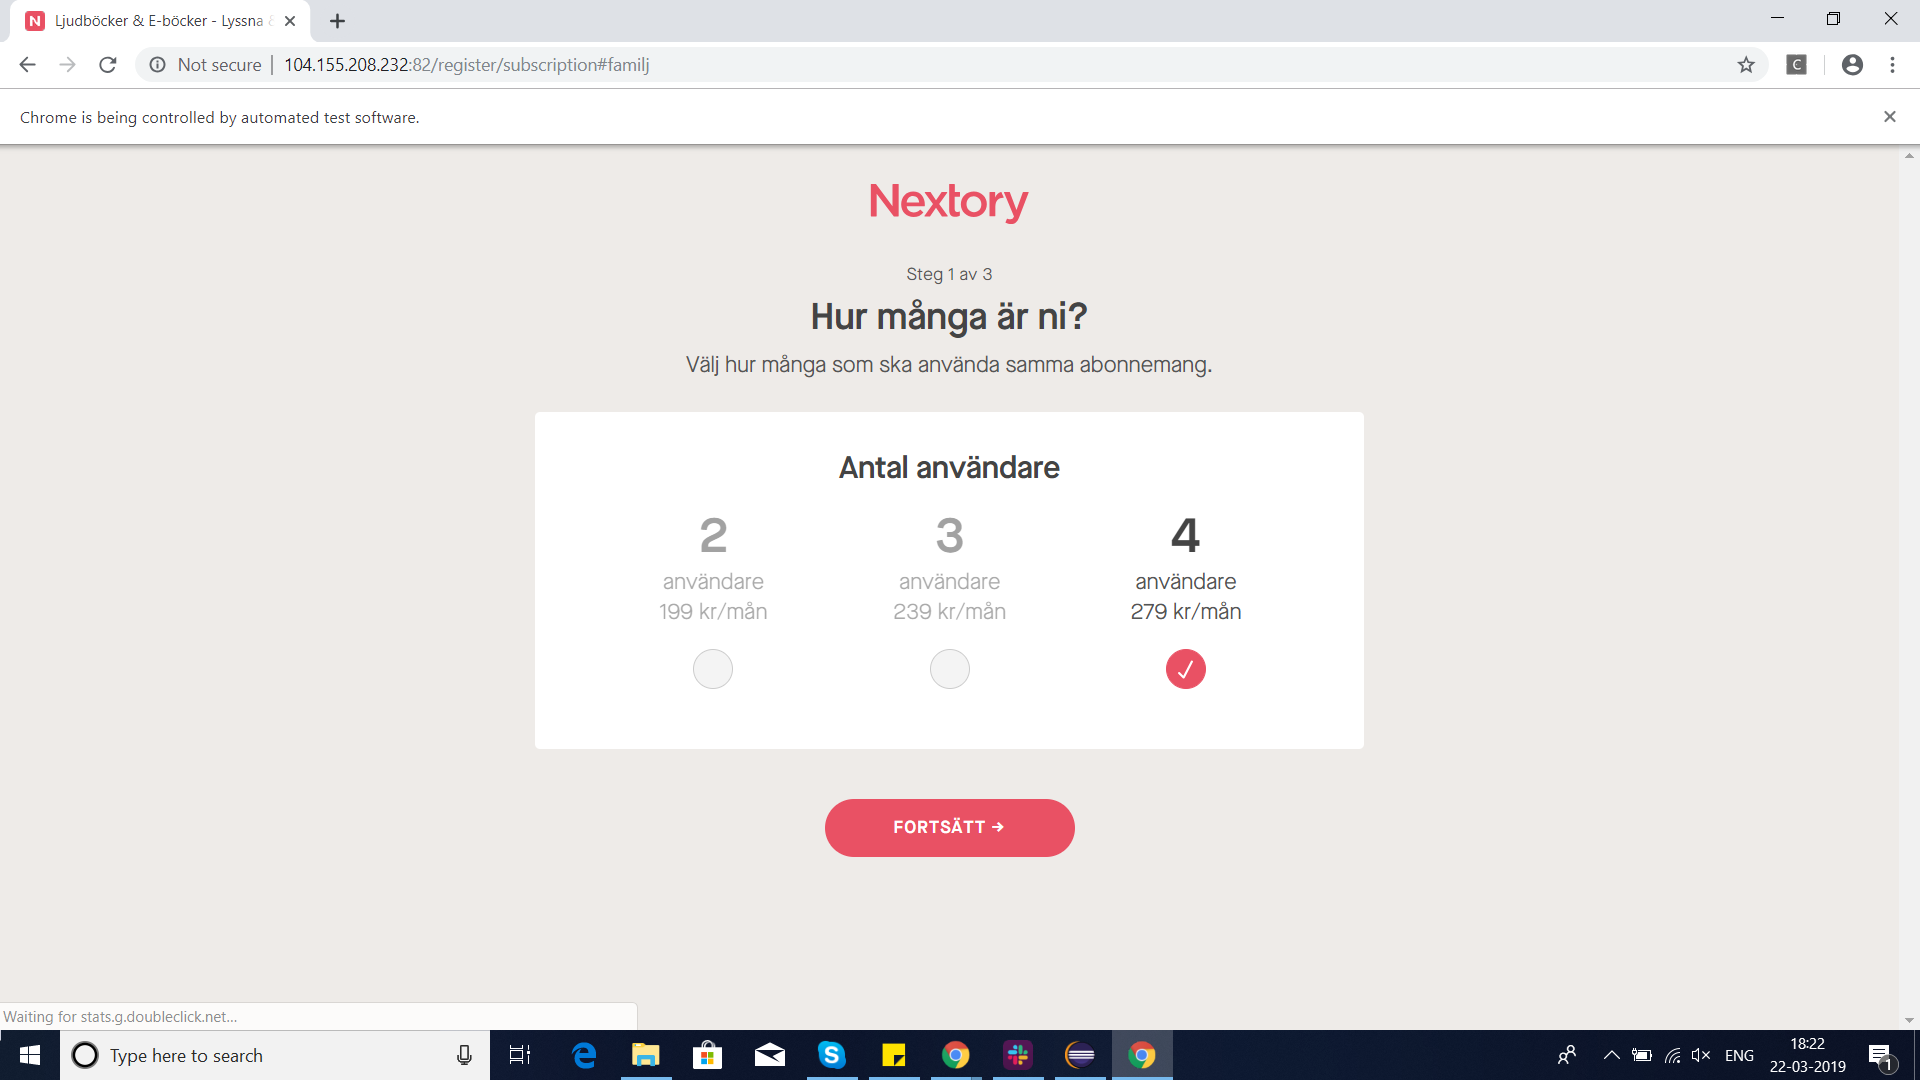 Ljudböcker & E-böcker - Lyssna
Not secure | 104.155.208.232:82/register/subscription#familj
Chrome is being controlled by automated test software.
Nextory
Steg 1 av 3
Hur många är ni?
Välj hur många som ska använda samma abonnemang.
Antal användare
2 3 4
användare användare användare
199 kr/mån 239 kr/mån 279 kr/mån
FORTSÄTT →
Waiting for stats.g.doubleclick.net...
Type here to search
ENG
18:22
22-03-2019
1